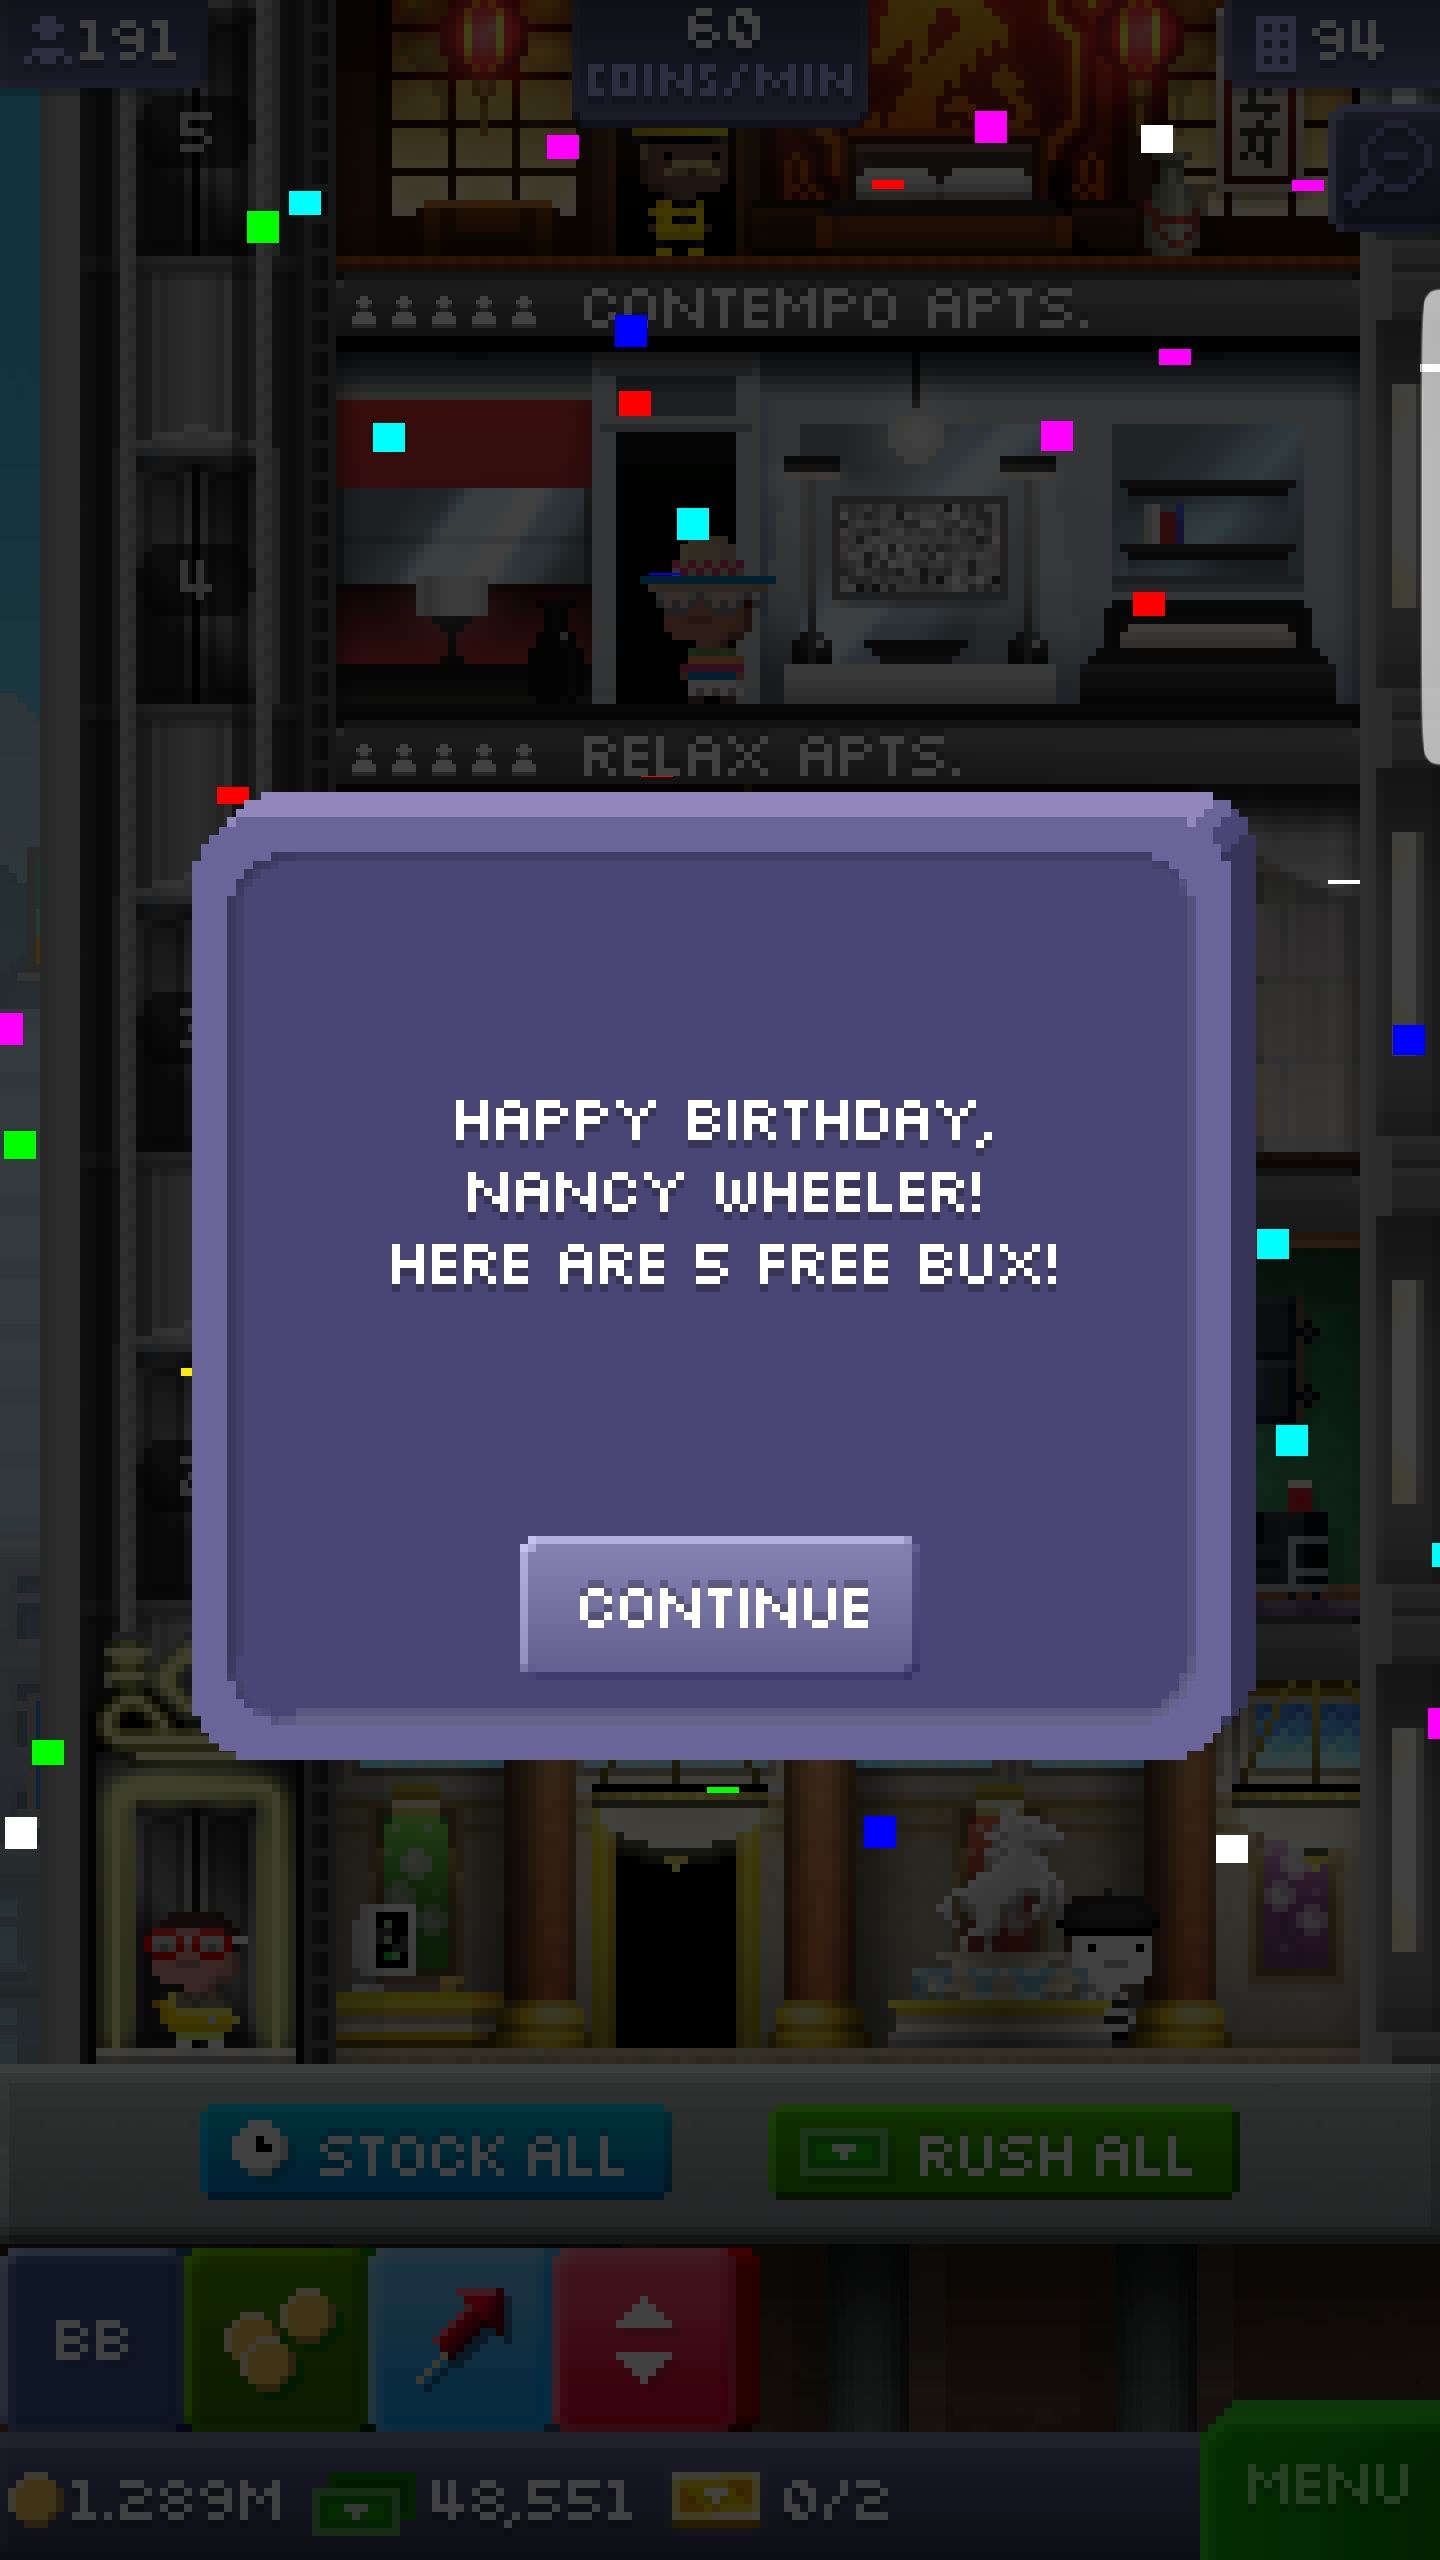 191
60
COINS/MIN
94
5
CONTEMPO APTS.
4
RELAX APTS.
HAPPY BIRTHDAY,
NANCY WHEELER!
HERE ARE 5 FREE BUX!
CONTINUE
STOCK ALL
RUSH ALL
BB
1.289M
48,551
0/2
MENU